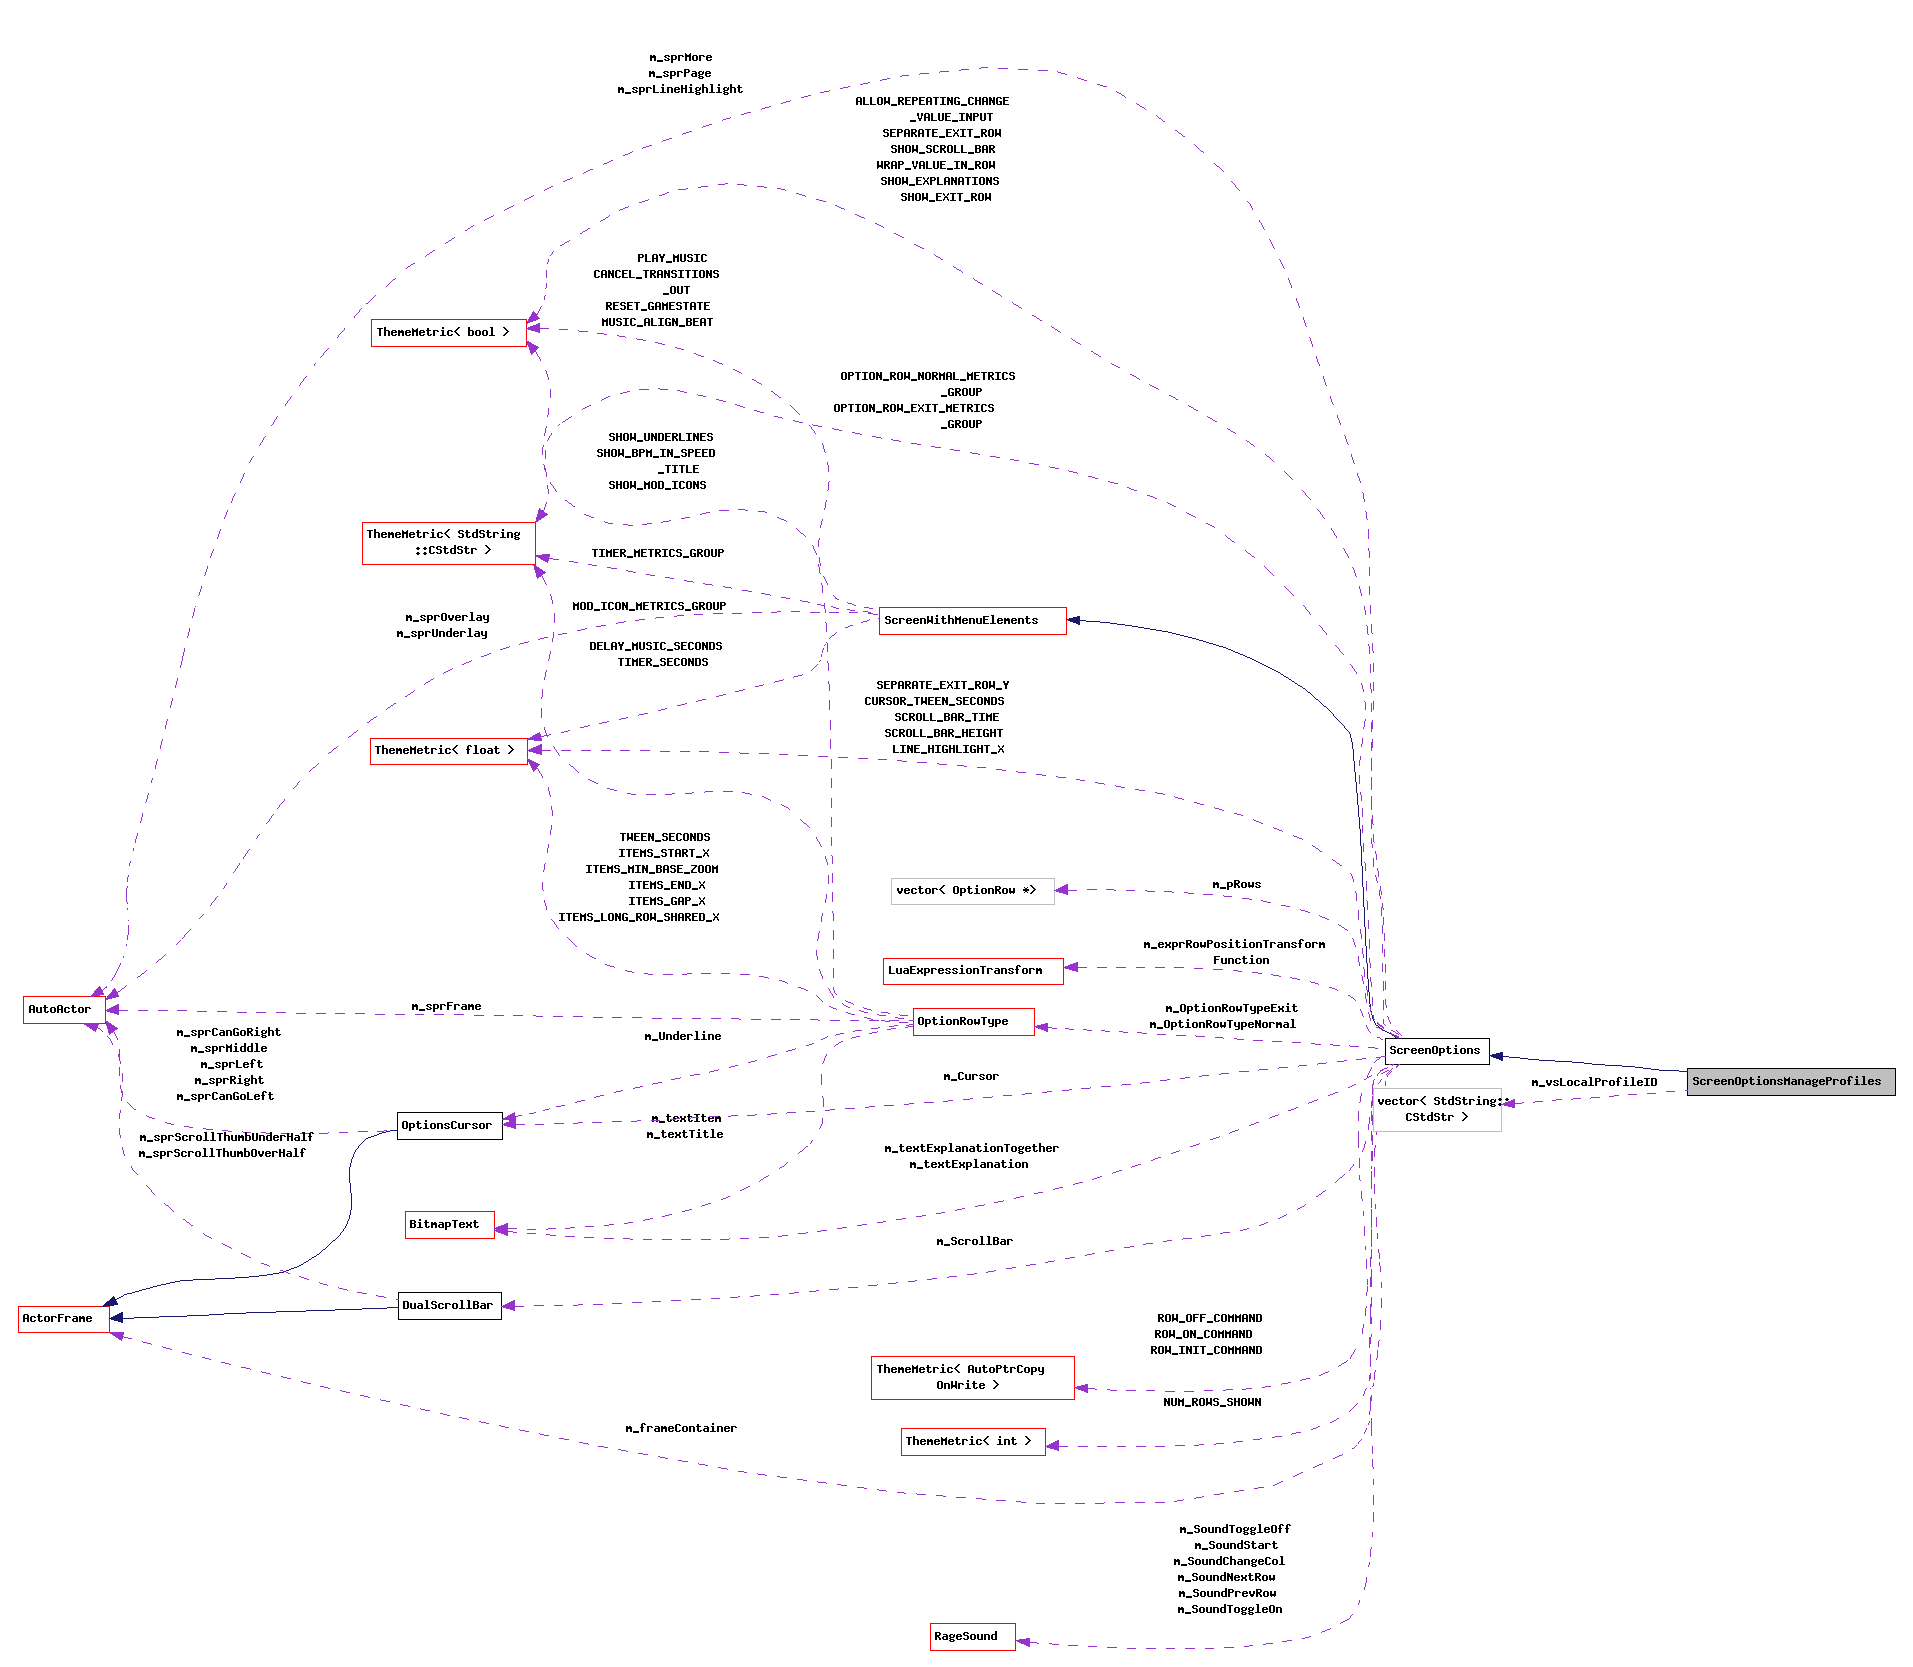 m_sprMore
m_sprPage
m_sprLineHighlight
ALLOW_REPEATING_CHANGE
_VALUE_INPUT
SEPARATE_EXIT_ROW
SHOW_SCROLL_BAR
WRAP_VALUE_IN_ROW
SHOW_EXPLANATIONS
SHOW_EXIT_ROW
PLAY_MUSIC
CANCEL_TRANSITIONS
_OUT
RESET_GAMESTATE
MUSIC_ALIGN_BEAT
ThemeMetric< bool >
OPTION_ROW_NORMAL_METRICS
_GROUP
OPTION_ROW_EXIT_METRICS
_GROUP
SHOW_UNDERLINES
SHOW_BPM_IN_SPEED
_TITLE
SHOW_MOD_ICONS
ThemeMetric< StdString
::CStdStr >
TIMER_METRICS_GROUP
MOD_ICON_METRICS_GROUP
m_sprOverlay
m_sprUnderlay
ScreenWithMenuElements
DELAY_MUSIC_SECONDS
TIMER_SECONDS
SEPARATE_EXIT_ROW_Y
CURSOR_TWEEN_SECONDS
SCROLL_BAR_TIME
SCROLL_BAR_HEIGHT
LINE_HIGHLIGHT_X
ThemeMetric< float >
TWEEN_SECONDS
ITEMS_START_X
ITEMS_MIN_BASE_ZOOM
ITEMS_END_X
ITEMS_GAP_X
ITEMS_LONG_ROW_SHARED_X
vector< OptionRow *>
m_pRows
m_exprRowPositionTransform
Function
LuaExpressionTransform
AutoActor
m_sprFrame
OptionRowType
m_OptionRowTypeExit
m_OptionRowTypeNormal
m_sprCanGoRight
m_sprMiddle
m_sprLeft
m_sprRight
m_sprCanGoLeft
m_Underline
ScreenOptions
m_Cursor
m_vsLocalProfileID
ScreenOptionsManageProfiles
vector< StdString::
CStdStr >
OptionsCursor
m_textItem
m_textTitle
m_sprScrollThumbUnderHalf
m_sprScrollThumbOverHalf
m_textExplanationTogether
m_textExplanation
BitmapText
m_ScrollBar
DualScrollBar
ActorFrame
ROW_OFF_COMMAND
ROW_ON_COMMAND
ROW_INIT_COMMAND
ThemeMetric< AutoPtrCopy
OnWrite >
NUM_ROWS_SHOWN
m_frameContainer
ThemeMetric< int >
m_SoundToggleOff
m_SoundStart
m_SoundChangeCol
m_SoundNextRow
m_SoundPrevRow
m_SoundToggleOn
RageSound